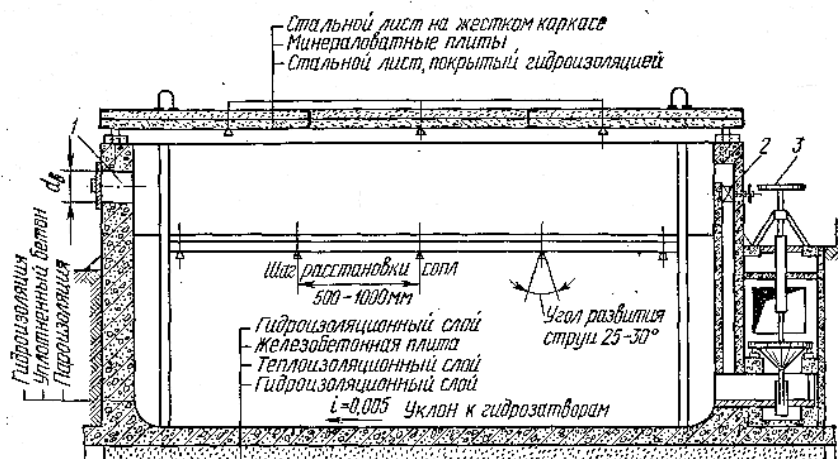 Стальной лист на жестком каркасе
Минераловатные плиты
Стальной лист, покрытый гидроизоляцией
1
2
3
dв
Гидроизоляция
Уплотненный бетон
Пароизоляция
Шаг расстановки сопл
500-1000мм
Угол развития
струи 25-30°
Гидроизоляционный слой
Железобетонная плита
Теплоизоляционный слой
Гидроизоляционный слой
i=0,005 Уклон к гидрозатворам